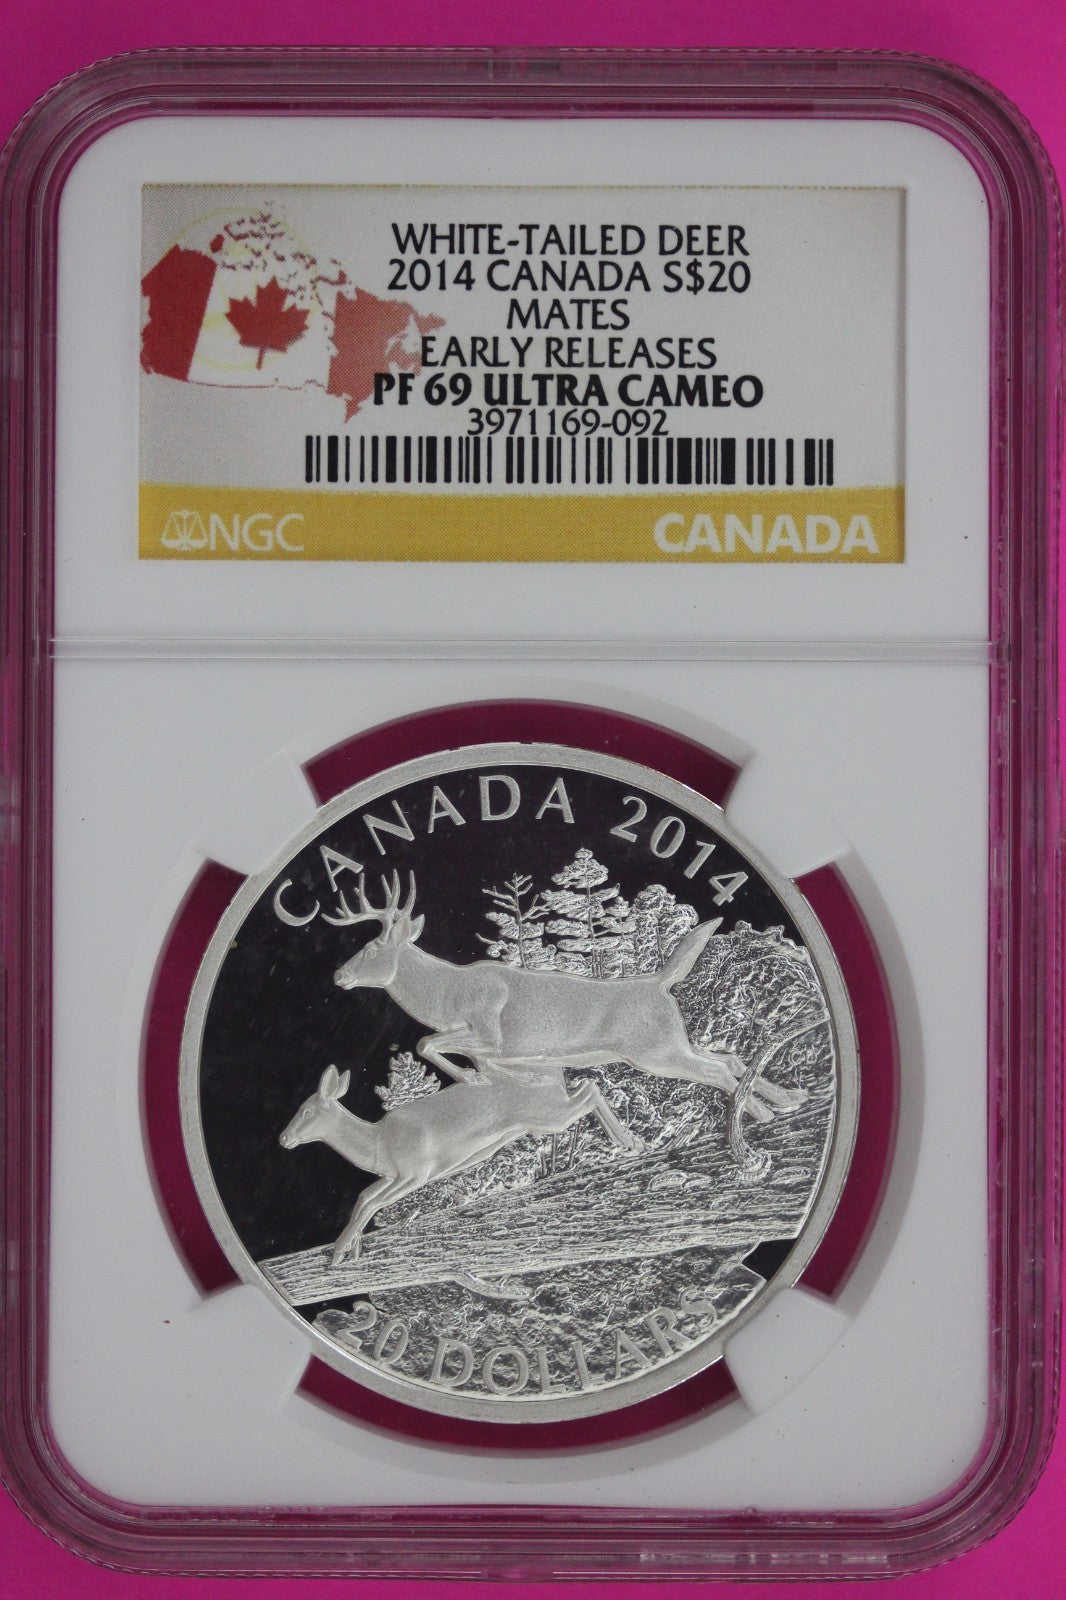 WHITE-TAILED DEER
2014 CANADA S$20
MATES
EARLY RELEASES
PF 69 ULTRA CAMEO
3971169-092
NGC
CANADA
CANADA 2014
CB
20 DOLLARS